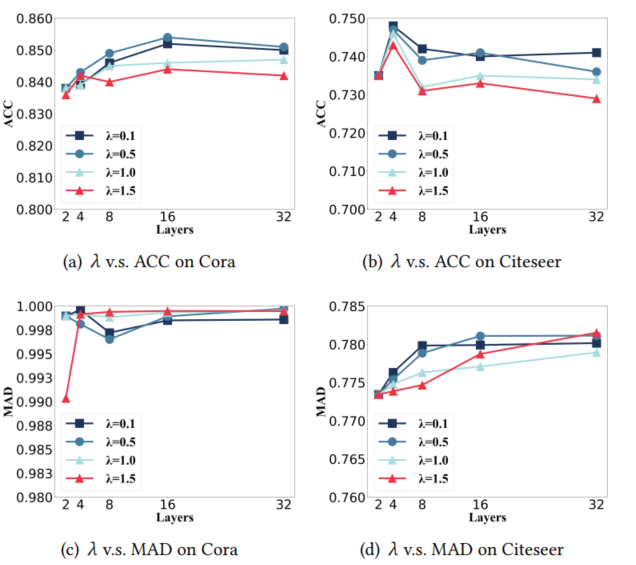 0.860
0.850
0.840
0.830
0.820
0.810
0.800
ACC
λ=0.1
λ=0.5
λ=1.0
λ=1.5
2 4 8 16 32
Layers
(a) λ v.s. ACC on Cora
0.750
0.740
0.730
0.720
0.710
0.700
ACC
λ=0.1
λ=0.5
λ=1.0
λ=1.5
2 4 8 16 32
Layers
(b) λ v.s. ACC on Citeseer
1.000
0.998
0.995
0.993
0.990
0.988
0.985
0.983
0.980
MAD
λ=0.1
λ=0.5
λ=1.0
λ=1.5
2 4 8 16 32
Layers
(c) λ v.s. MAD on Cora
0.785
0.780
0.775
0.770
0.765
0.760
MAD
λ=0.1
λ=0.5
λ=1.0
λ=1.5
2 4 8 16 32
Layers
(d) λ v.s. MAD on Citeseer